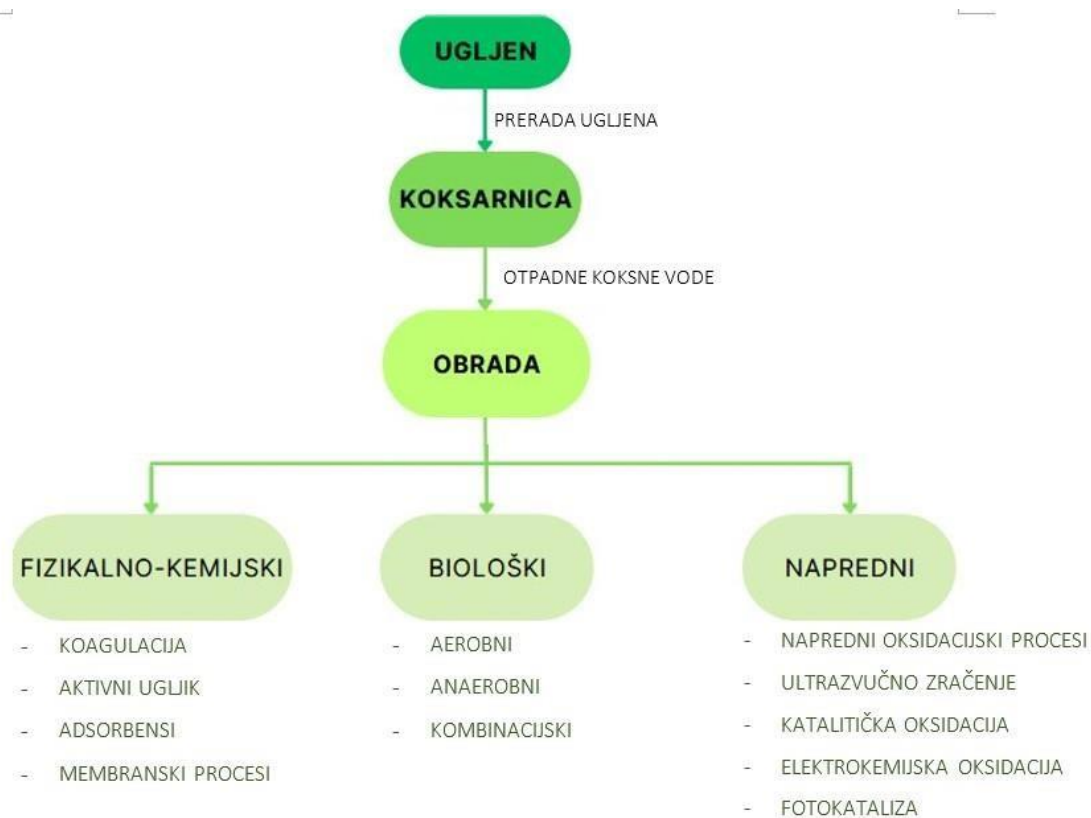 UGLJEN
PRERADA UGLJENA
KOKSARNICA
OTPADNE KOKSNE VODE
OBRADA
FIZIKALNO-KEMIJSKI
- KOAGULACIJA
- AKTIVNI UGLJIK
- ADSORBENSI
- MEMBRANSKI PROCESI
BIOLOŠKI
- AEROBNI
- ANAEROBNI
- KOMBINACIJSKI
NAPREDNI
- NAPREDNI OKSIDACIJSKI PROCESI
- ULTRAZVUČNO ZRAČENJE
- KATALITIČKA OKSIDACIJA
- ELEKTROKEMIJSKA OKSIDACIJA
- FOTOKATALIZA